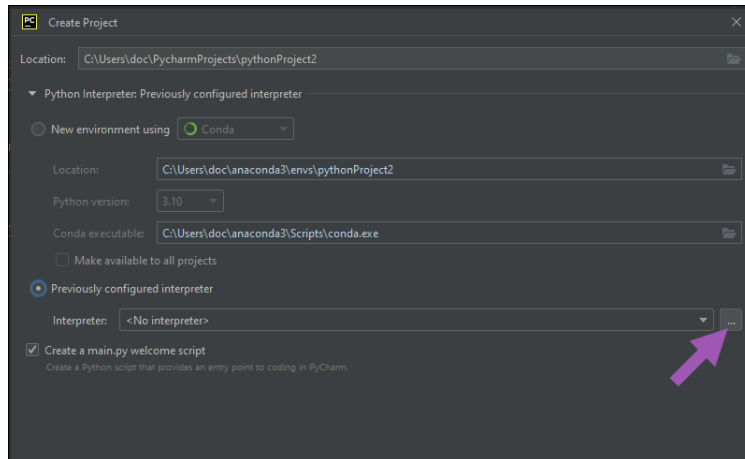 PC Create Project
Location: C:\Users\doc\PycharmProjects\pythonProject2
Python Interpreter: Previously configured interpreter
New environment using Conda
Location: C:\Users\doc\anaconda3\envs\pythonProject2
Python version: 3.10
Conda executable: C:\Users\doc\anaconda3\Scripts\conda.exe
Make available to all projects
Previously configured interpreter
Interpreter: <No interpreter> ...
Create a main.py welcome script
Create a Python script that provides an entry point to coding in PyCharm.